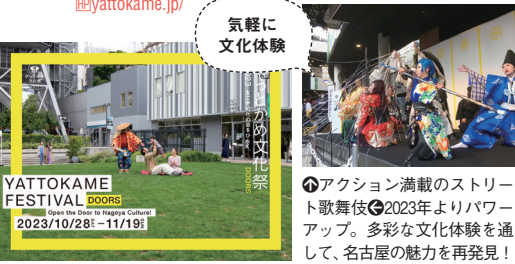 HP yattokame.jp/
気軽に
文化体験
かめ文化祭
DOORS
YATTOKAME
FESTIVAL DOORS
Open the Door to Nagoya Culture!
2023/10/28 –11/19
⬆アクション満載のストリー
ト歌舞伎⬅2023年よりパワー
アップ。多彩な文化体験を通
して、名古屋の魅力を再発見！